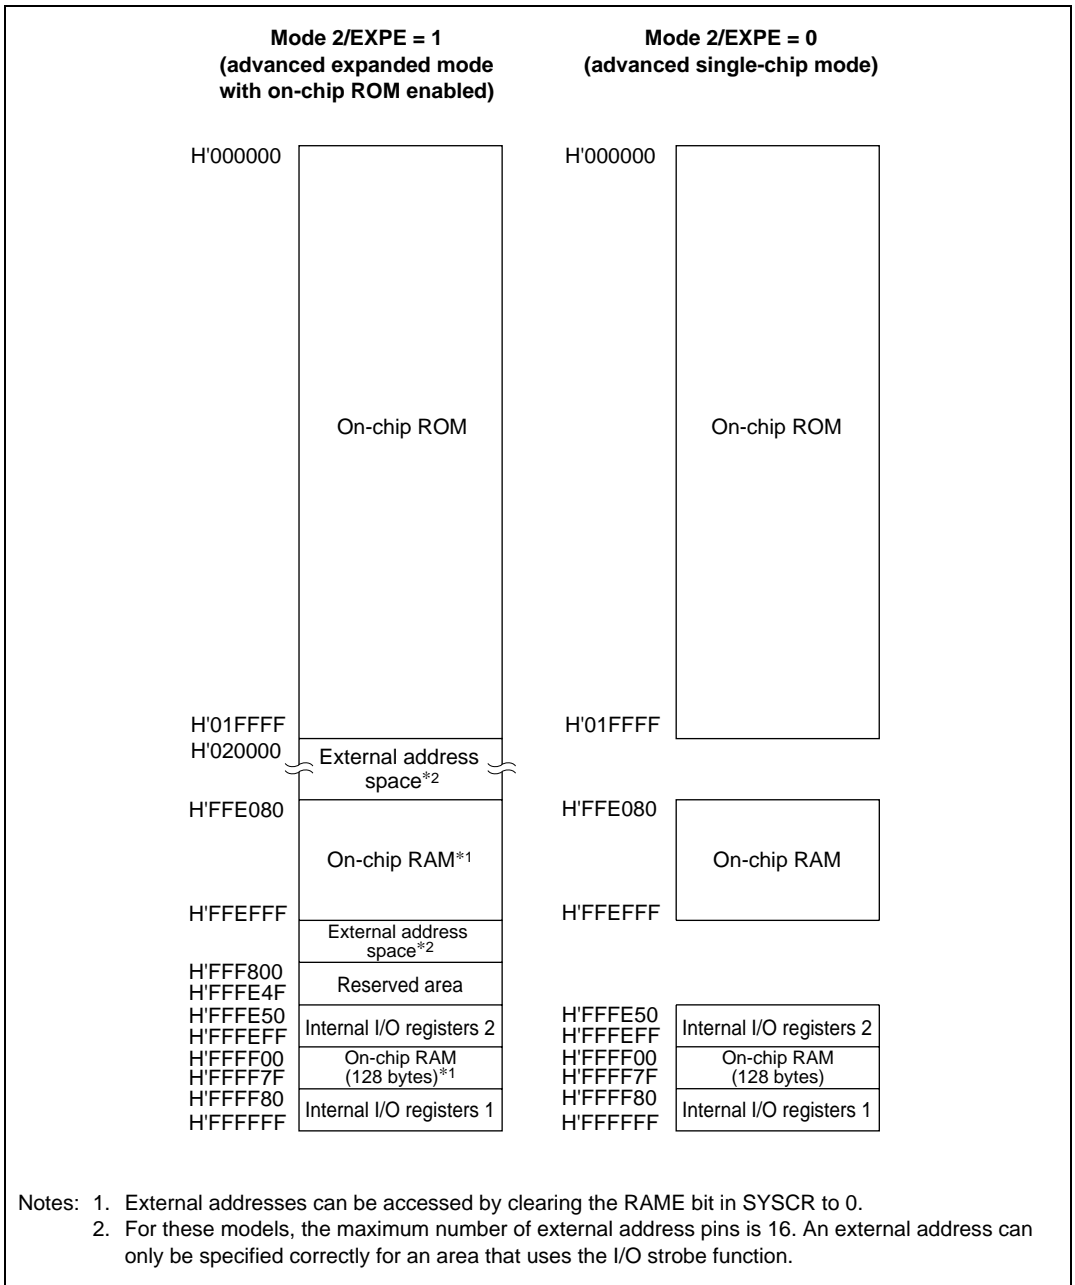 Mode 2/EXPE = 1
(advanced expanded mode
with on-chip ROM enabled)
Mode 2/EXPE = 0
(advanced single-chip mode)
H'000000
On-chip ROM
H'01FFFF
H'020000
External address
space*2
H'FFE080
On-chip RAM*1
H'FFEFFF
External address
space*2
H'FFF800
Reserved area
H'FFFE4F
H'FFFE50
Internal I/O registers 2
H'FFFEFF
H'FFFF00
On-chip RAM
(128 bytes)*1
H'FFFF7F
H'FFFF80
Internal I/O registers 1
H'FFFFFF
H'000000
On-chip ROM
H'01FFFF
H'FFE080
On-chip RAM
H'FFEFFF
H'FFFE50
Internal I/O registers 2
H'FFFEFF
H'FFFF00
On-chip RAM
(128 bytes)
H'FFFF7F
H'FFFF80
Internal I/O registers 1
H'FFFFFF
Notes: 1. External addresses can be accessed by clearing the RAME bit in SYSCR to 0.
2. For these models, the maximum number of external address pins is 16. An external address can
only be specified correctly for an area that uses the I/O strobe function.